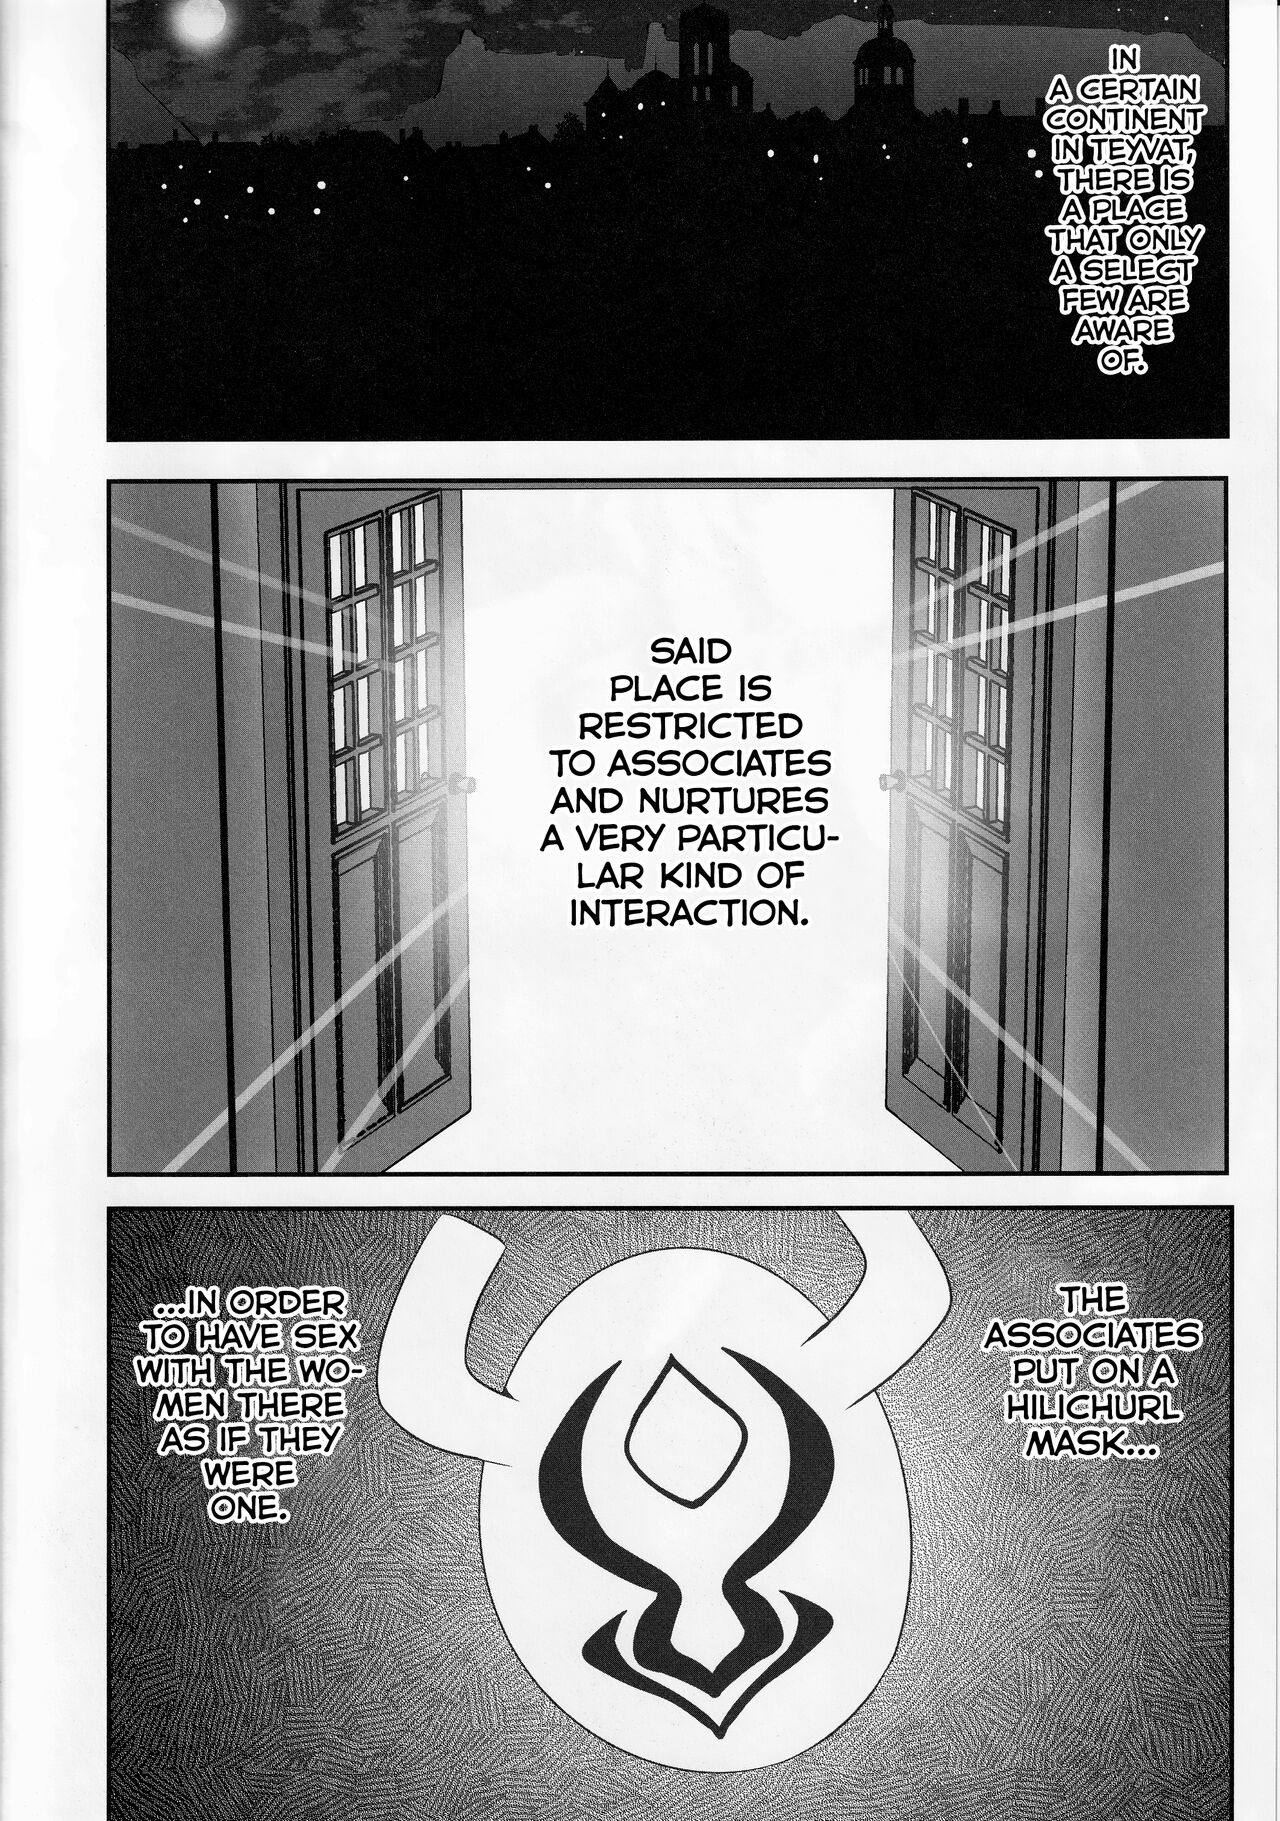 IN
A CERTAIN
CONTINENT
IN TEYVAT,
THERE IS
A PLACE
THAT ONLY
A SELECT
FEW ARE
AWARE
OF.
SAID
PLACE IS
RESTRICTED
TO ASSOCIATES
AND NURTURES
A VERY PARTICU-
LAR KIND OF
INTERACTION.
THE
ASSOCIATES
PUT ON A
HILICHURL
MASK...
...IN ORDER
TO HAVE SEX
WITH THE WO-
MEN THERE
AS IF THEY
WERE
ONE.